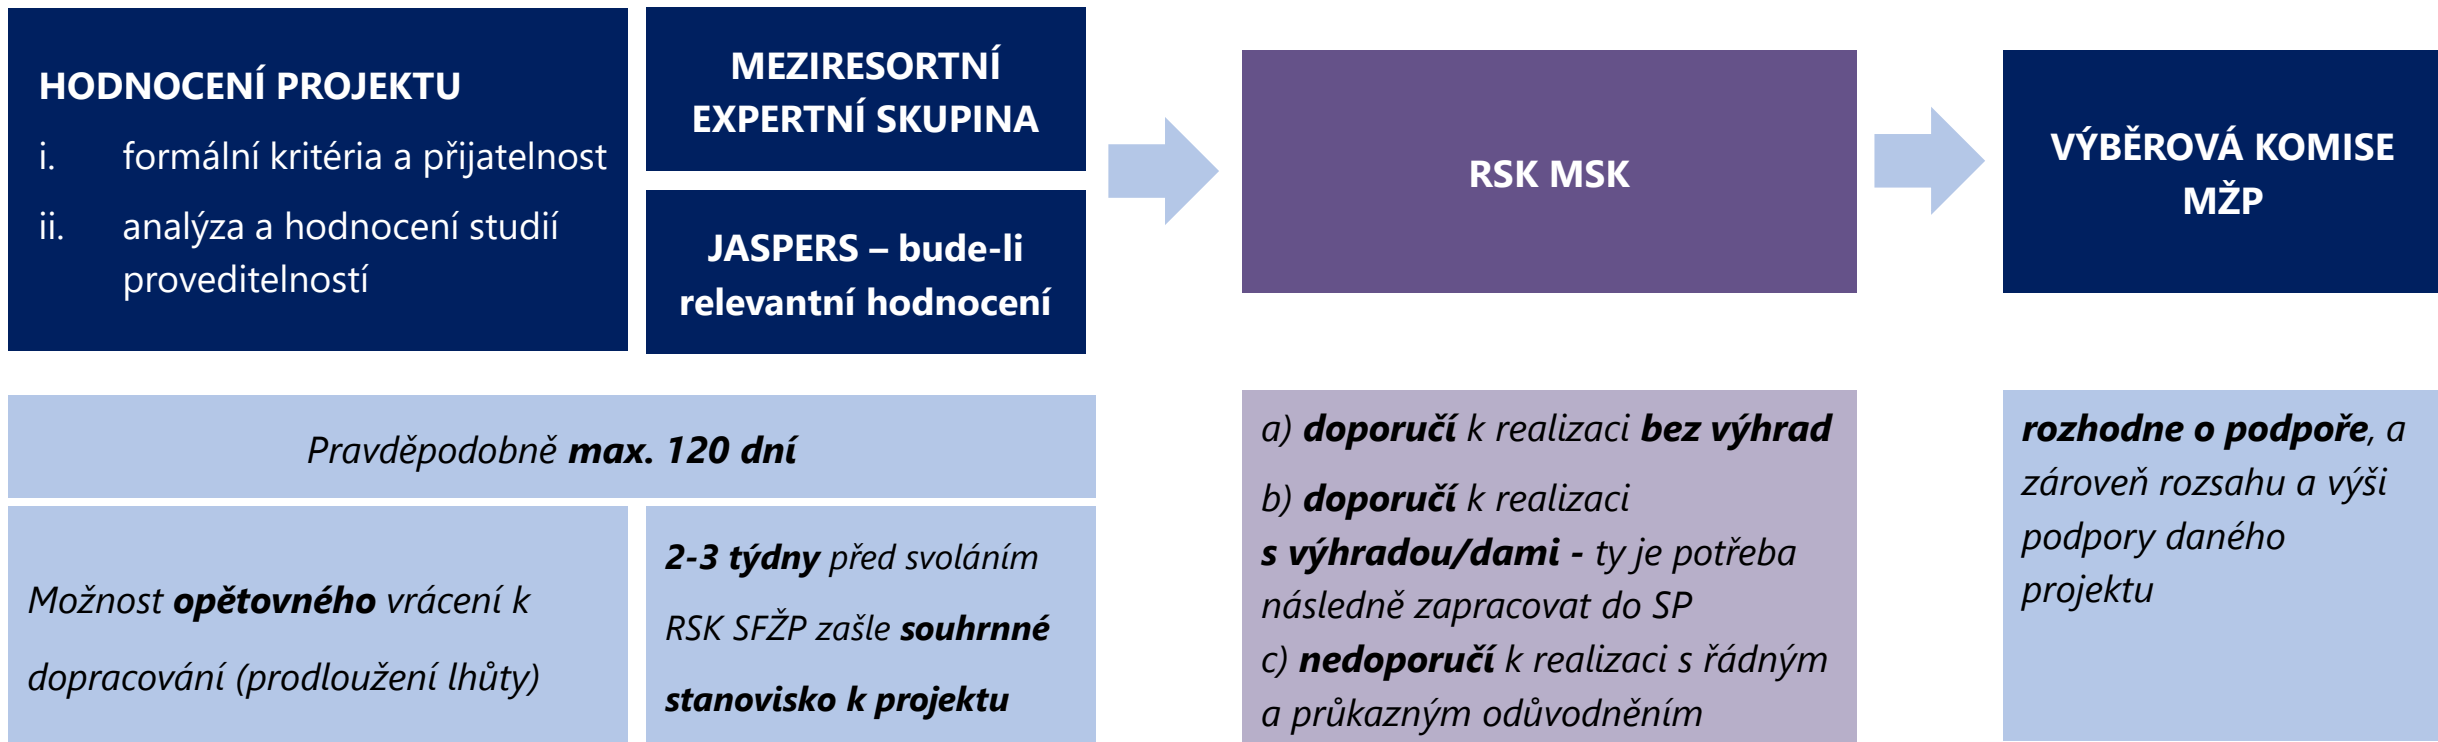 HODNOCENÍ PROJEKTU
i. formální kritéria a přijatelnost
ii. analýza a hodnocení studií
proveditelností
MEZIRESORTNÍ
EXPERTNÍ SKUPINA
JASPERS – bude-li
relevantní hodnocení
RSK MSK
VÝBĚROVÁ KOMISE
MŽP
Pravděpodobně max. 120 dní
Možnost opětovného vrácení k
dopracování (prodloužení lhůty)
2-3 týdny před svoláním
RSK SFŽP zašle souhrnné
stanovisko k projektu
a) doporučí k realizaci bez výhrad
b) doporučí k realizaci
s výhradou/dami - ty je potřeba
následně zapracovat do SP
c) nedoporučí k realizaci s řádným
a průkazným odůvodněním
rozhodne o podpoře, a
zároveň rozsahu a výši
podpory daného
projektu